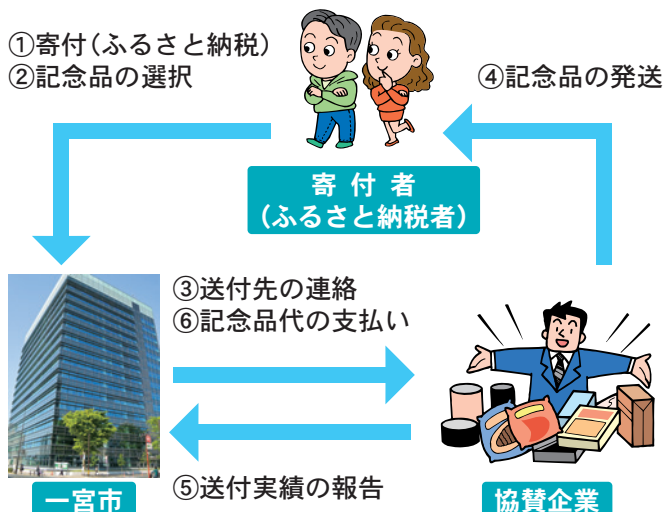 ①寄付(ふるさと納税)
②記念品の選択
④記念品の発送
寄付者
(ふるさと納税者)
③送付先の連絡
⑥記念品代の支払い
⑤送付実績の報告
一宮市
協賛企業